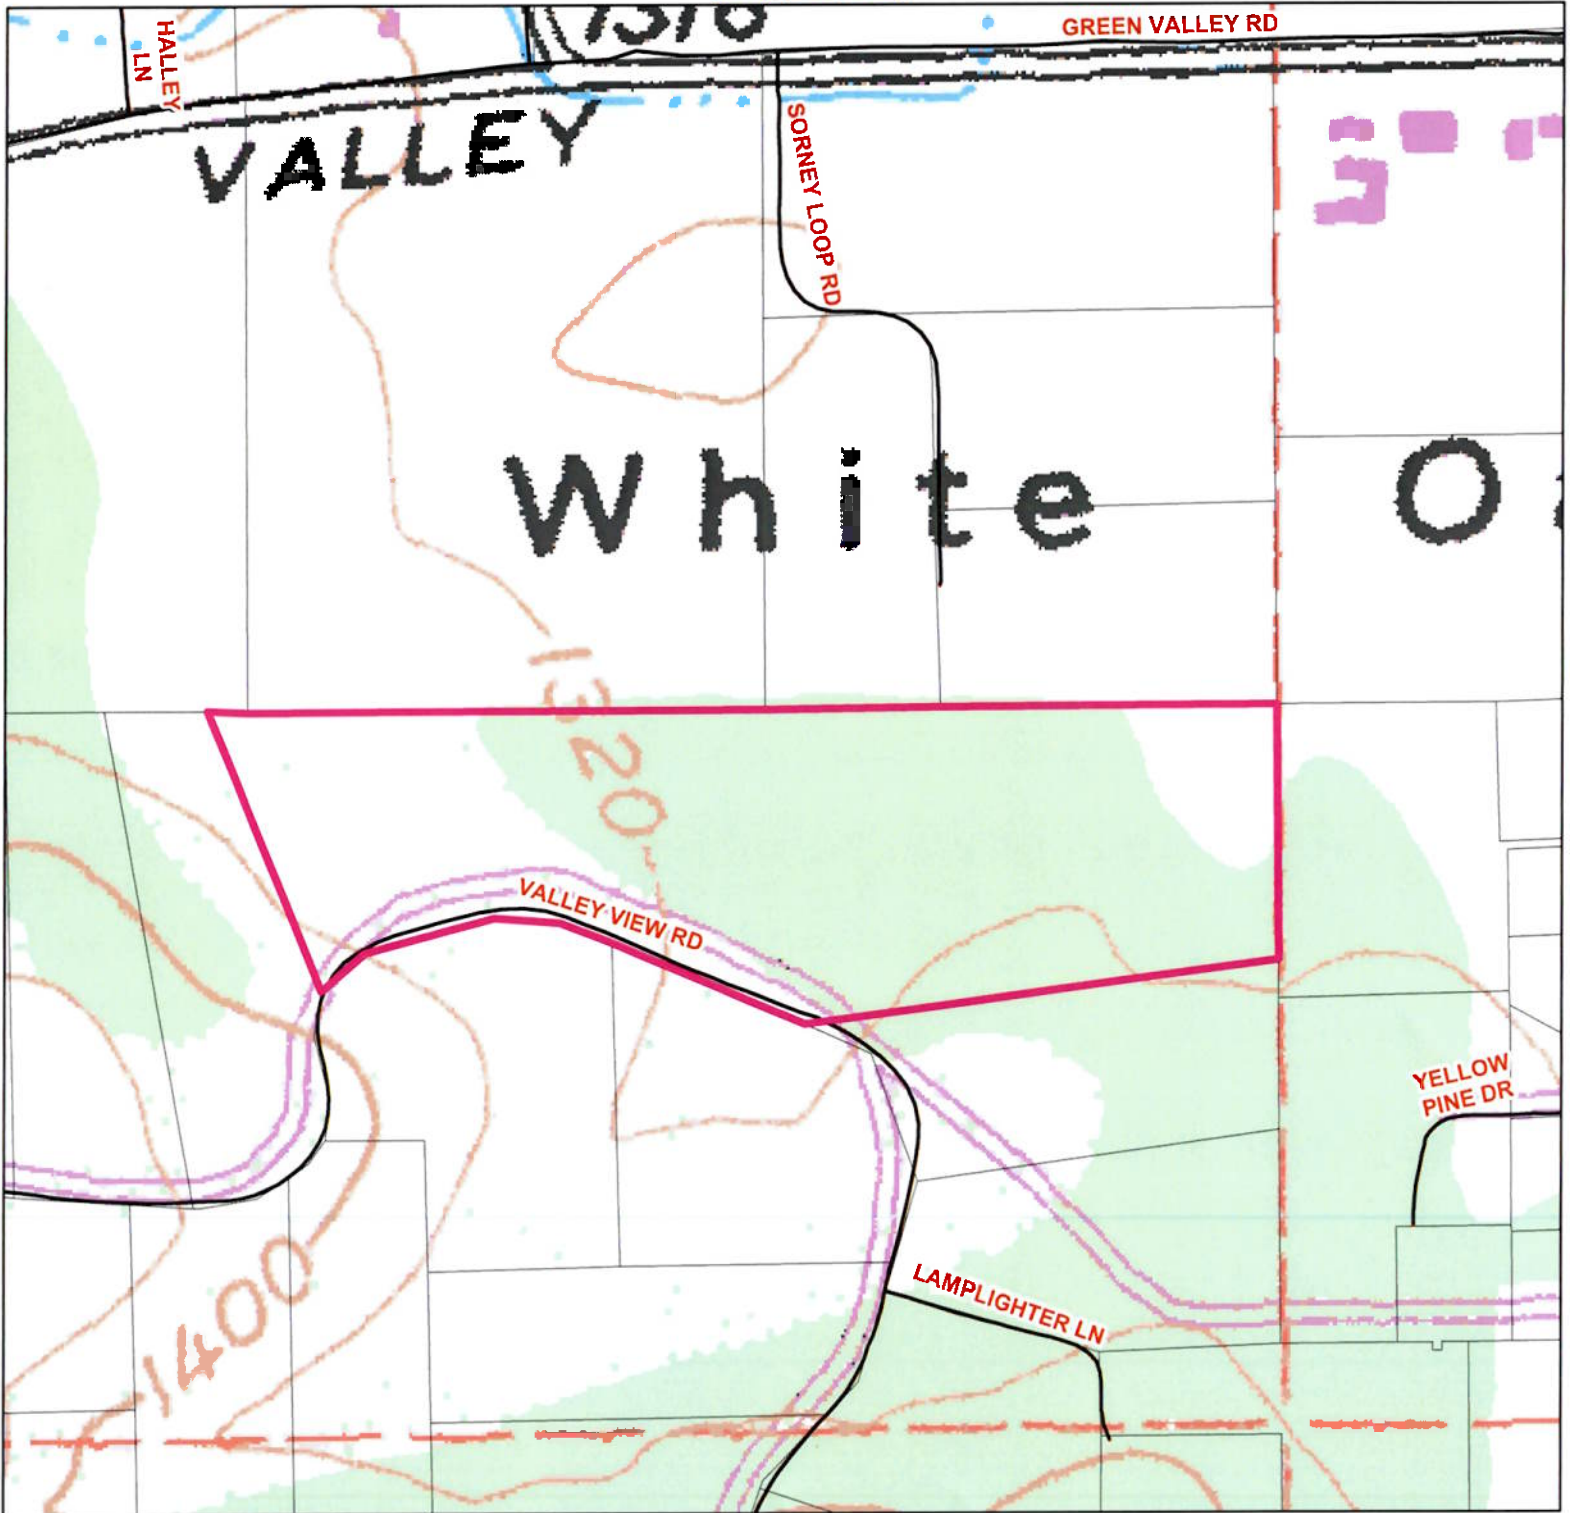 GREEN VALLEY RD
HALLEY
LN
VALLEY
SORNEY LOOP RD
White
1320
VALLEY VIEW RD
YELLOW
PINE DR
LAMPLIGHTER LN
1400